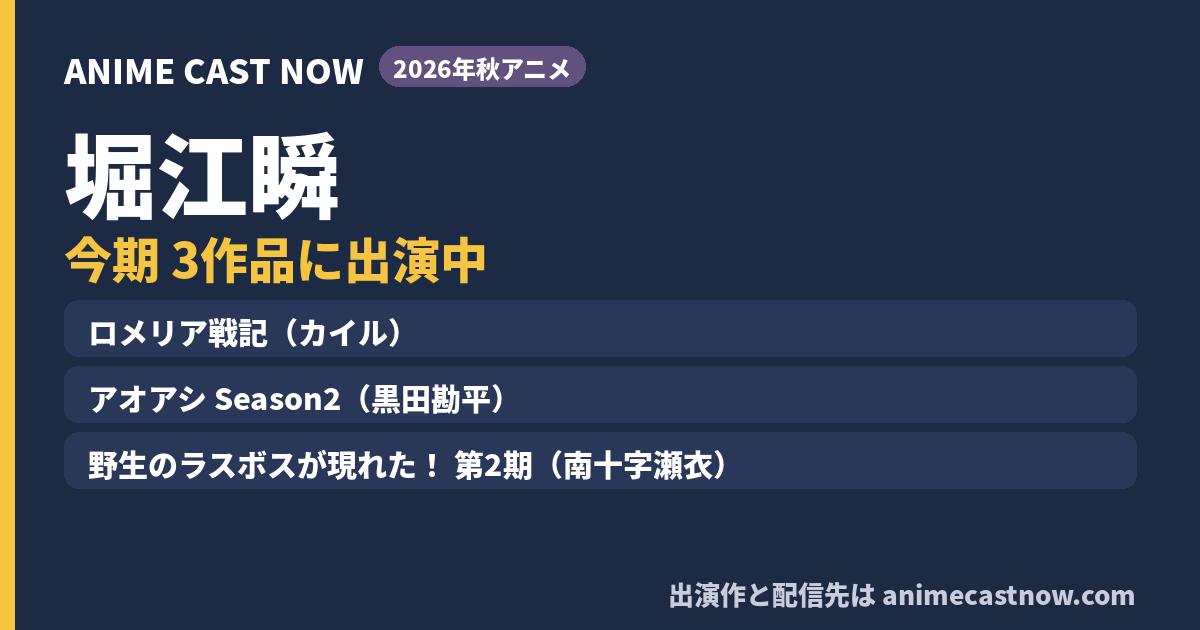 ANIME CAST NOW 2026年秋アニメ
堀江瞬
今期 3作品に出演中
ロメリア戦記（カイル）
アオアシ Season2（黒田勘平）
野生のラスボスが現れた！ 第2期（南十字瀬衣）
出演作と配信先は animecastnow.com